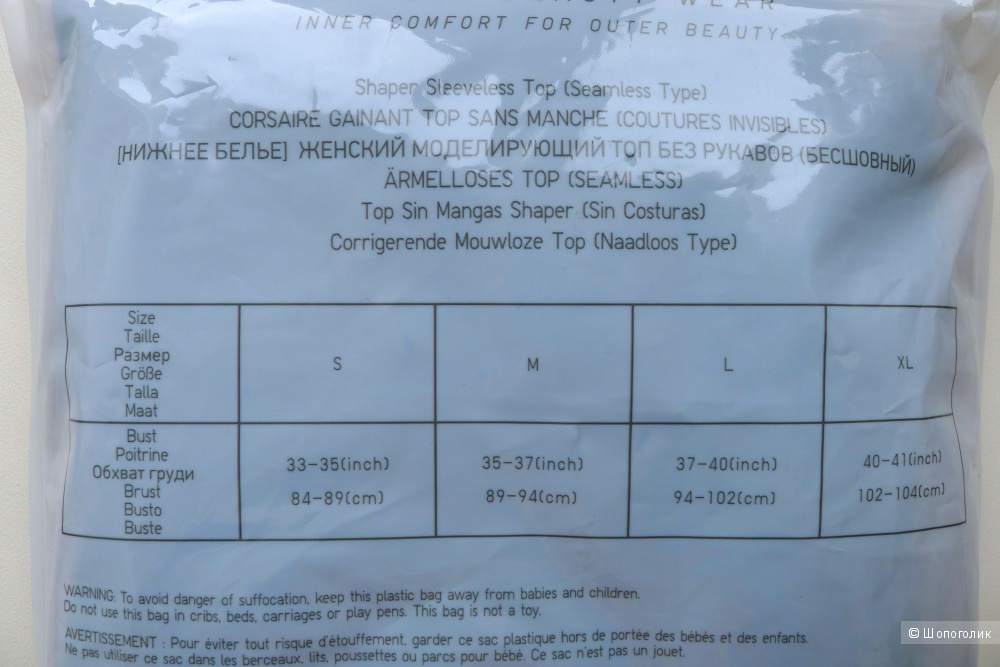 WEAR
INNER COMFORT FOR OUTER BEAUTY
Shaper Sleeveless Top (Seamless Type)
CORSAIRE GAINANT TOP SANS MANCHE (COUTURES INVISIBLES)
[НИЖНЕЕ БЕЛЬЕ] ЖЕНСКИЙ МОДЕЛИРУЮЩИЙ ТОП БЕЗ РУКАВОВ (БЕСШОВНЫЙ)
ÄRMELLOSES TOP (SEAMLESS)
Top Sin Mangas Shaper (Sin Costuras)
Corrigerende Mouwloze Top (Naadloos Type)
Size
Taille
Размер
Größe
Talla
Maat
S M L XL
Bust
Poitrine
Обхват груди
Brust
Busto
Buste
33-35(inch) 35-37(inch) 37-40(inch) 40-41(inch)
84-89(cm) 89-94(cm) 94-102(cm) 102-104(cm)
WARNING: To avoid danger of suffocation, keep this plastic bag away from babies and children.
Do not use this bag in cribs, beds, carriages or play pens. This bag is not a toy.
AVERTISSEMENT : Pour éviter tout risque d'étouffement, garder ce sac plastique hors de portée des bébés et des enfants.
Ne pas utiliser ce sac dans les berceaux, lits, poussettes ou parcs pour bébé. Ce sac n'est pas un jouet.
© Шопоголик